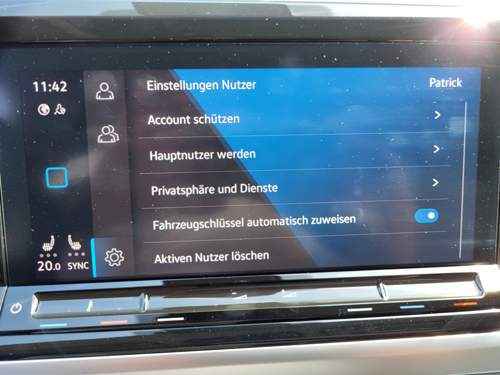 11:42
Einstellungen Nutzer
Patrick
Account schützen
Hauptnutzer werden
Privatsphäre und Dienste
Fahrzeugschlüssel automatisch zuweisen
Aktiven Nutzer löschen
20.0 SYNC